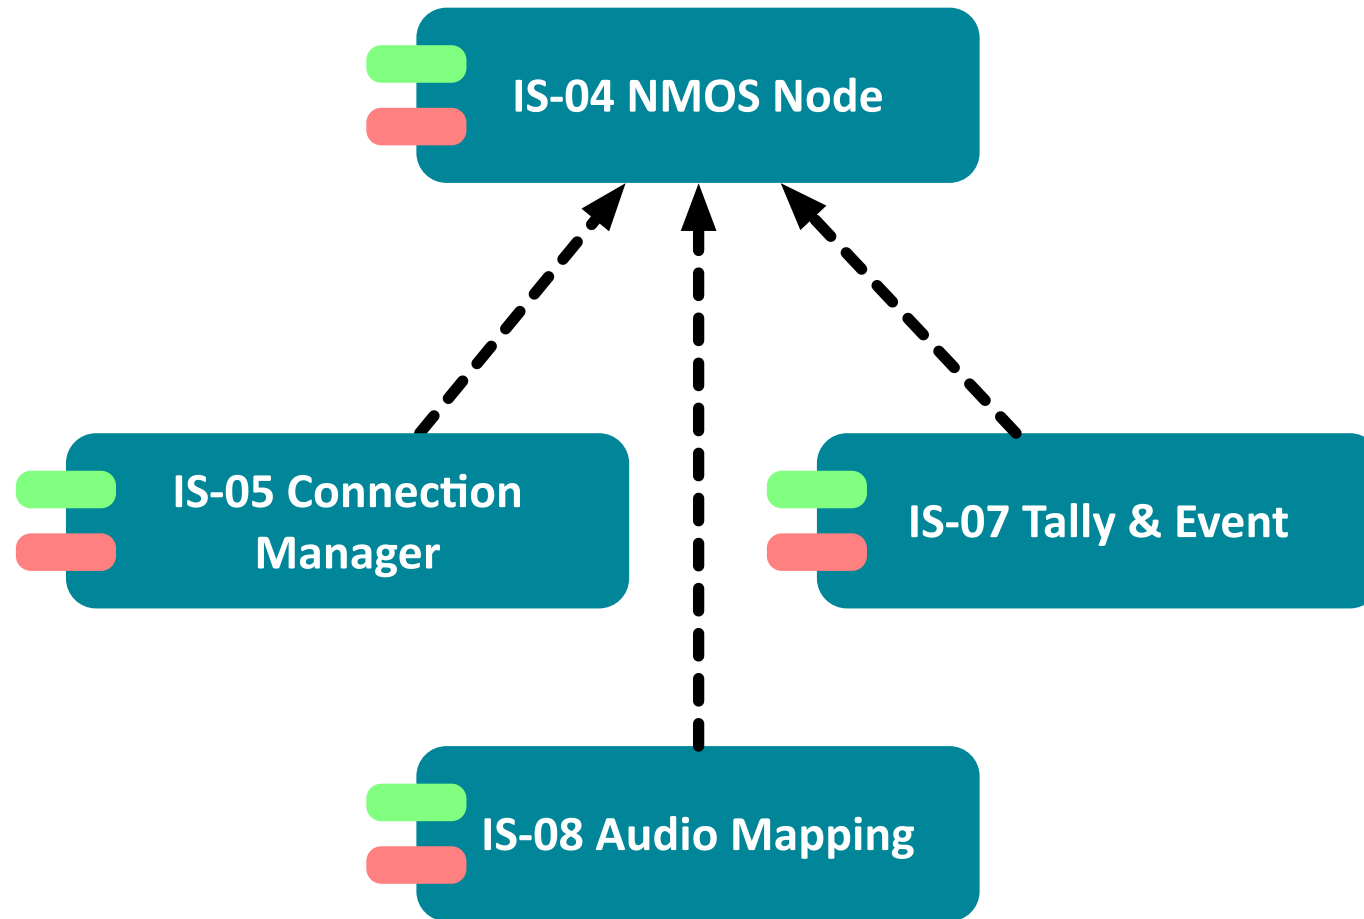 IS-04 NMOS Node
IS-05 Connection
Manager
IS-07 Tally & Event
IS-08 Audio Mapping